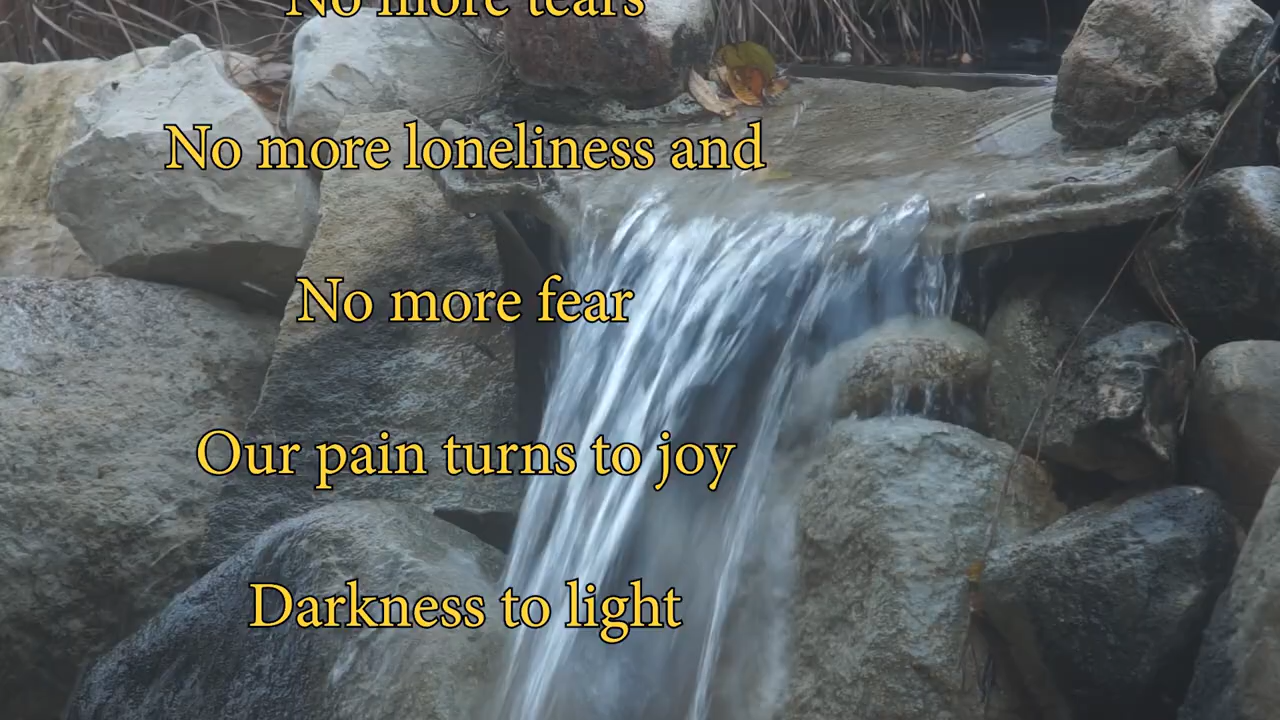 No more tears
No more loneliness and
No more fear
Our pain turns to joy
Darkness to light